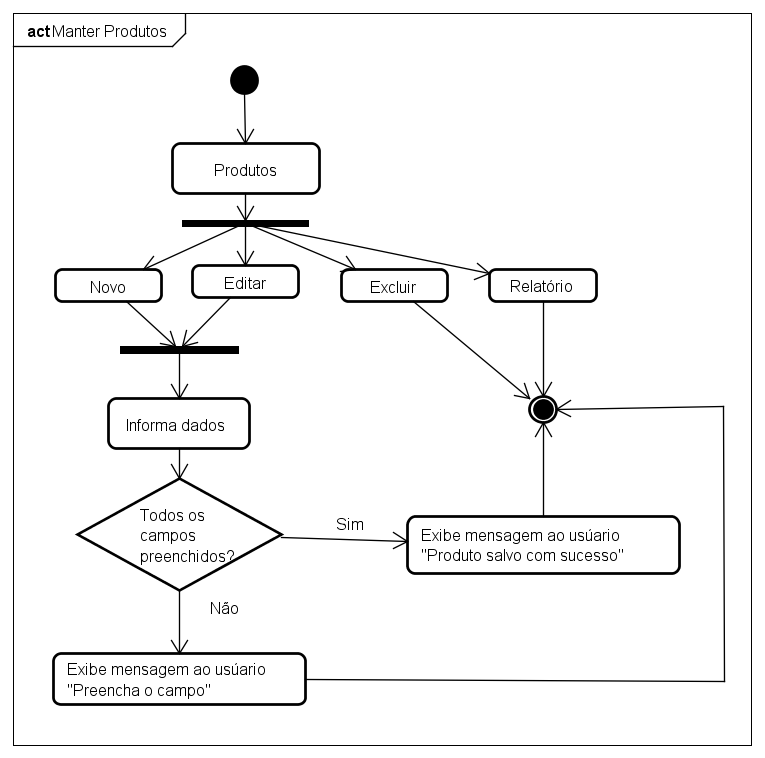 act Manter Produtos
Produtos
Novo
Editar
Excluir
Relatório
Informa dados
Todos os
campos
preenchidos?
Sim
Exibe mensagem ao usúario
"Produto salvo com sucesso"
Não
Exibe mensagem ao usúario
"Preencha o campo"